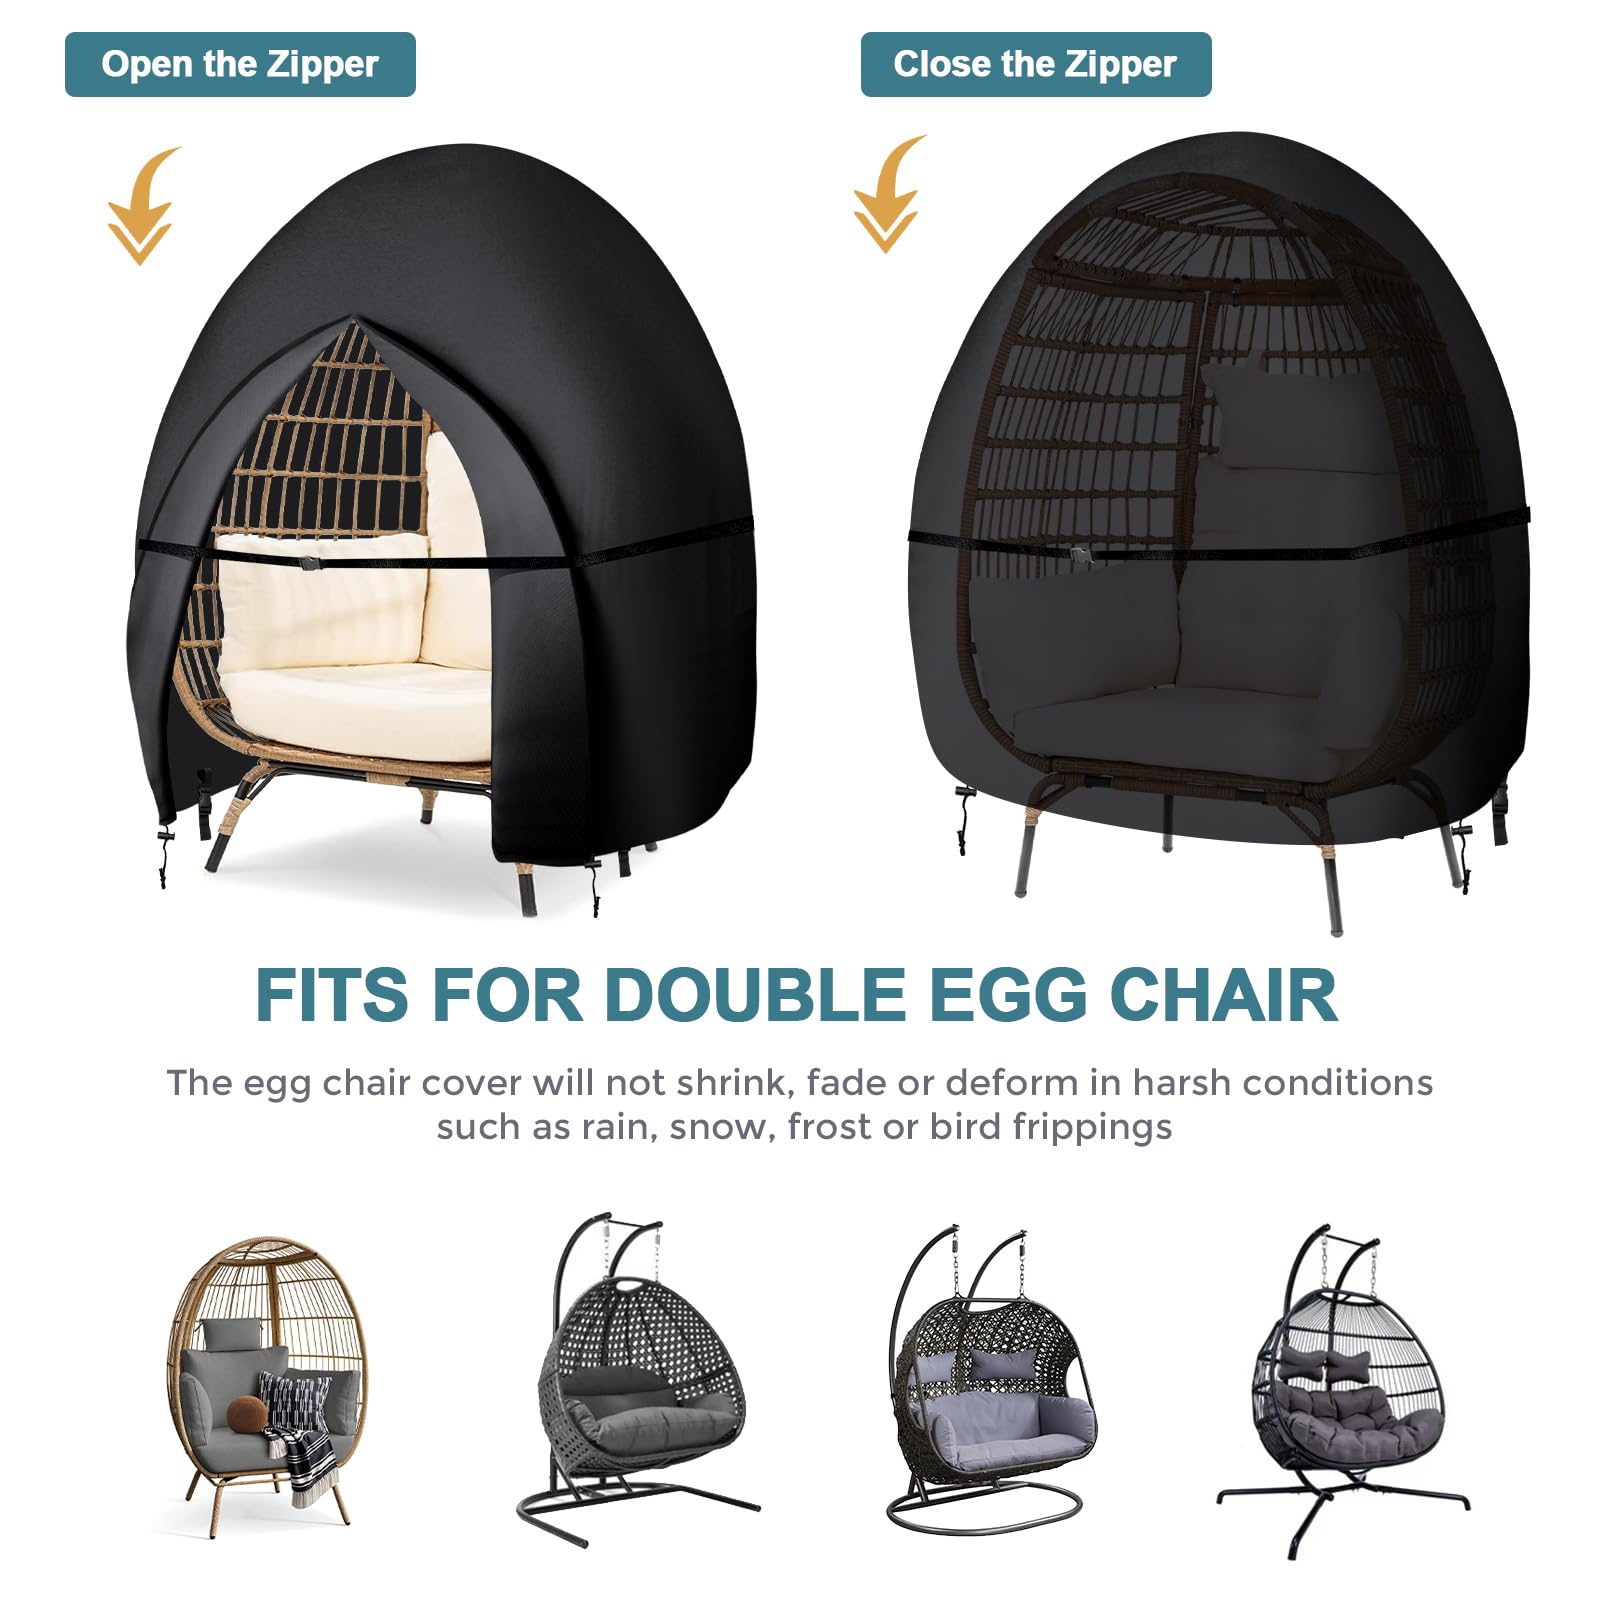 Open the Zipper
Close the Zipper
FITS FOR DOUBLE EGG CHAIR
The egg chair cover will not shrink, fade or deform in harsh conditions
such as rain, snow, frost or bird frippings